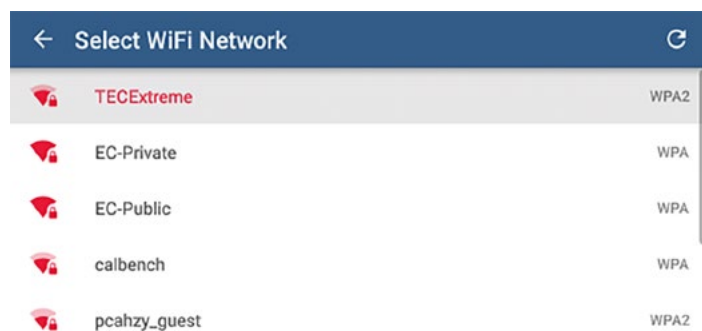 Select WiFi Network
TECExtreme WPA2
EC-Private WPA
EC-Public WPA
calbench WPA
pcahzy_guest WPA2